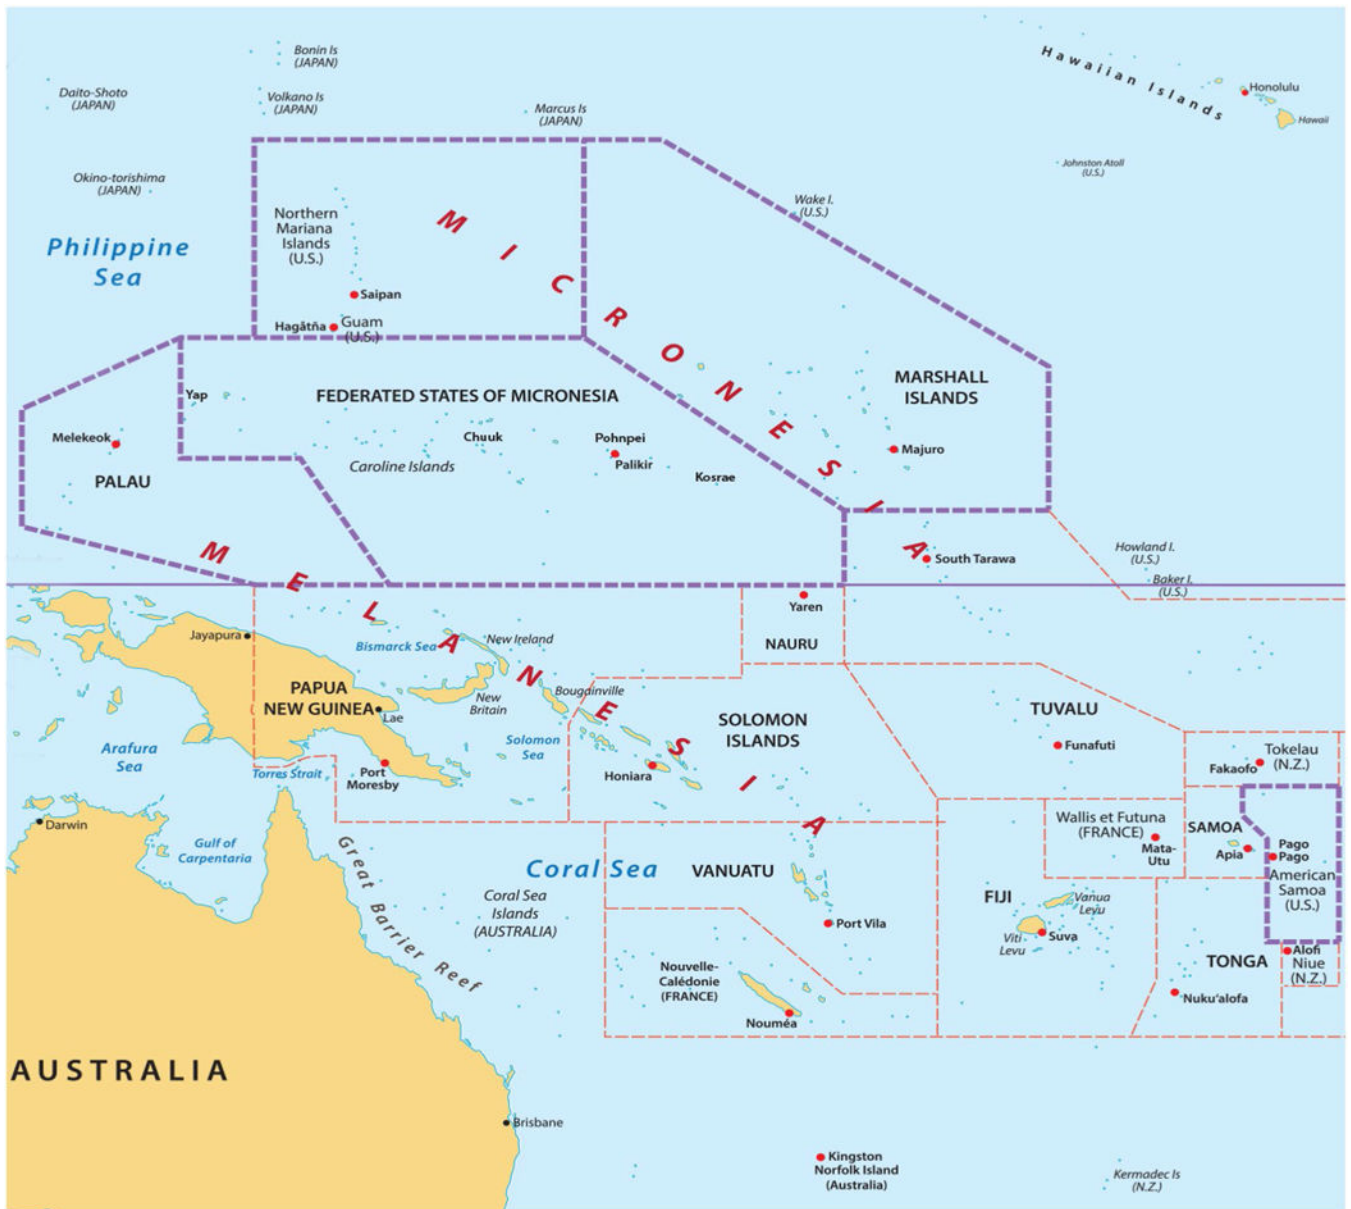 Bonin Is
(JAPAN)
Daito-Shoto
(JAPAN)
Volkano Is
(JAPAN)
Marcus Is
(JAPAN)
Hawaiian Islands
Honolulu
Hawaii
Johnston Atoll
(U.S.)
Okino-torishima
(JAPAN)
Wake I.
(U.S.)
Philippine
Sea
Northern
Mariana
Islands
(U.S.)
MICRONESIA
Saipan
Hagåtña
Guam
(U.S.)
Yap
FEDERATED STATES OF MICRONESIA
MARSHALL
ISLANDS
Melekeok
PALAU
Chuuk
Caroline Islands
Pohnpei
Palikir
Kosrae
Majuro
South Tarawa
Howland I.
(U.S.)
Baker I.
(U.S.)
MELANESIA
Yaren
NAURU
Jayapura
Bismarck Sea
New Ireland
PAPUA
NEW GUINEA
Lae
New
Britain
Bougainville
SOLOMON
ISLANDS
TUVALU
Funafuti
Arafura
Sea
Torres Strait
Port
Moresby
Solomon
Sea
Honiara
Tokelau
(N.Z.)
Fakaofo
Darwin
Gulf of
Carpentaria
Great Barrier Reef
Coral Sea
Coral Sea
Islands
(AUSTRALIA)
VANUATU
Port Vila
Wallis et Futuna
(FRANCE)
Mata-
Utu
SAMOA
Apia
Pago
Pago
American
Samoa
(U.S.)
FIJI
Vanua
Levu
Viti
Levu
Suva
TONGA
Nuku‘alofa
Alofi
Niue
(N.Z.)
Nouvelle-
Calédonie
(FRANCE)
Nouméa
AUSTRALIA
Brisbane
Kingston
Norfolk Island
(Australia)
Kermadec Is
(N.Z.)